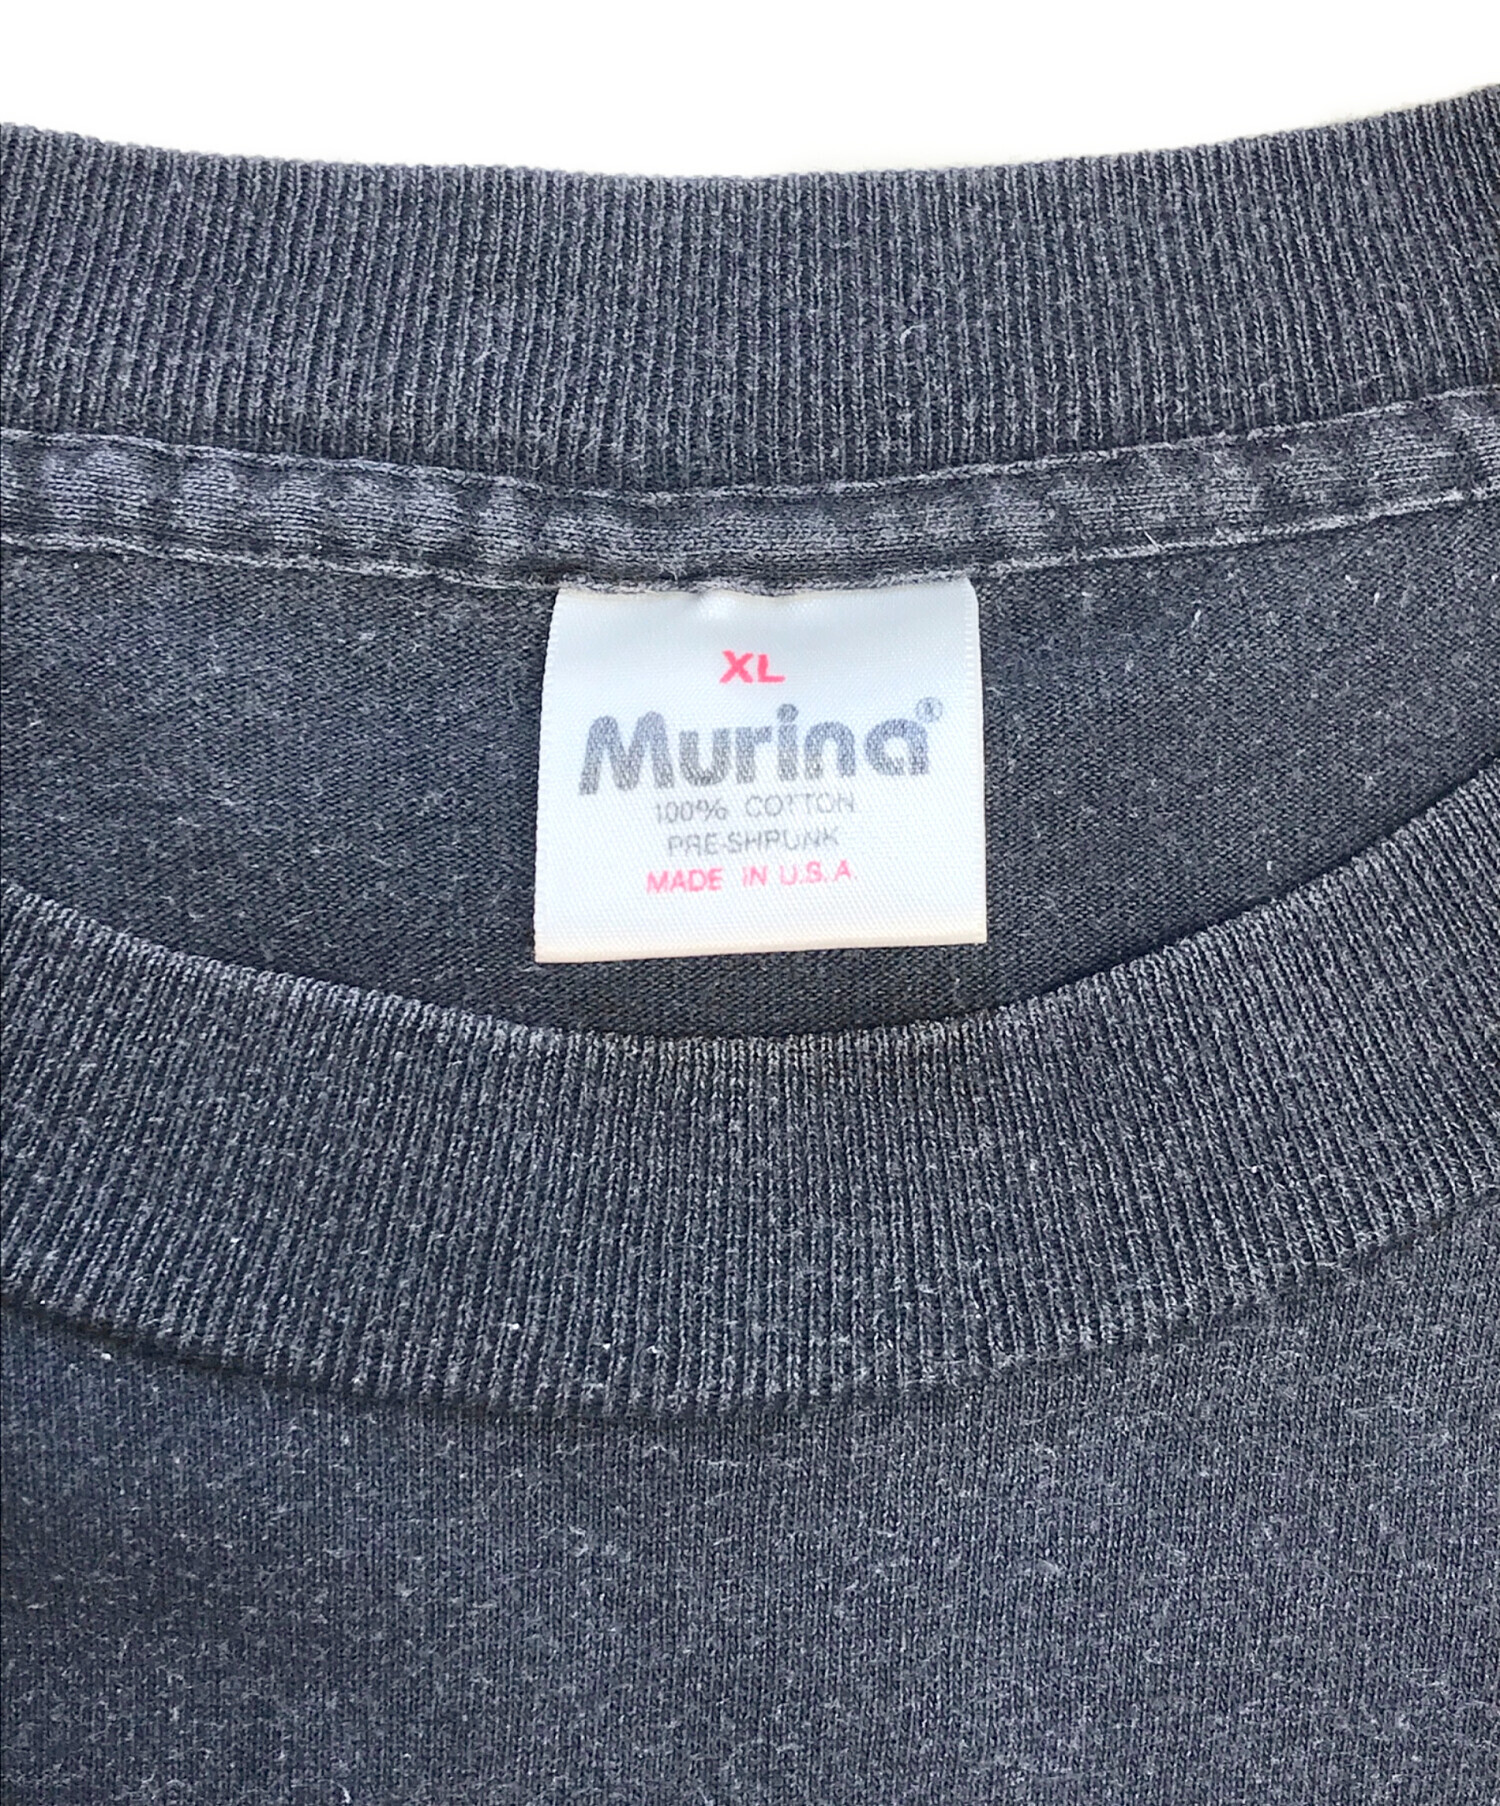 XL
Murina®
100% COTTON
PRE-SHRUNK
MADE IN U.S.A.